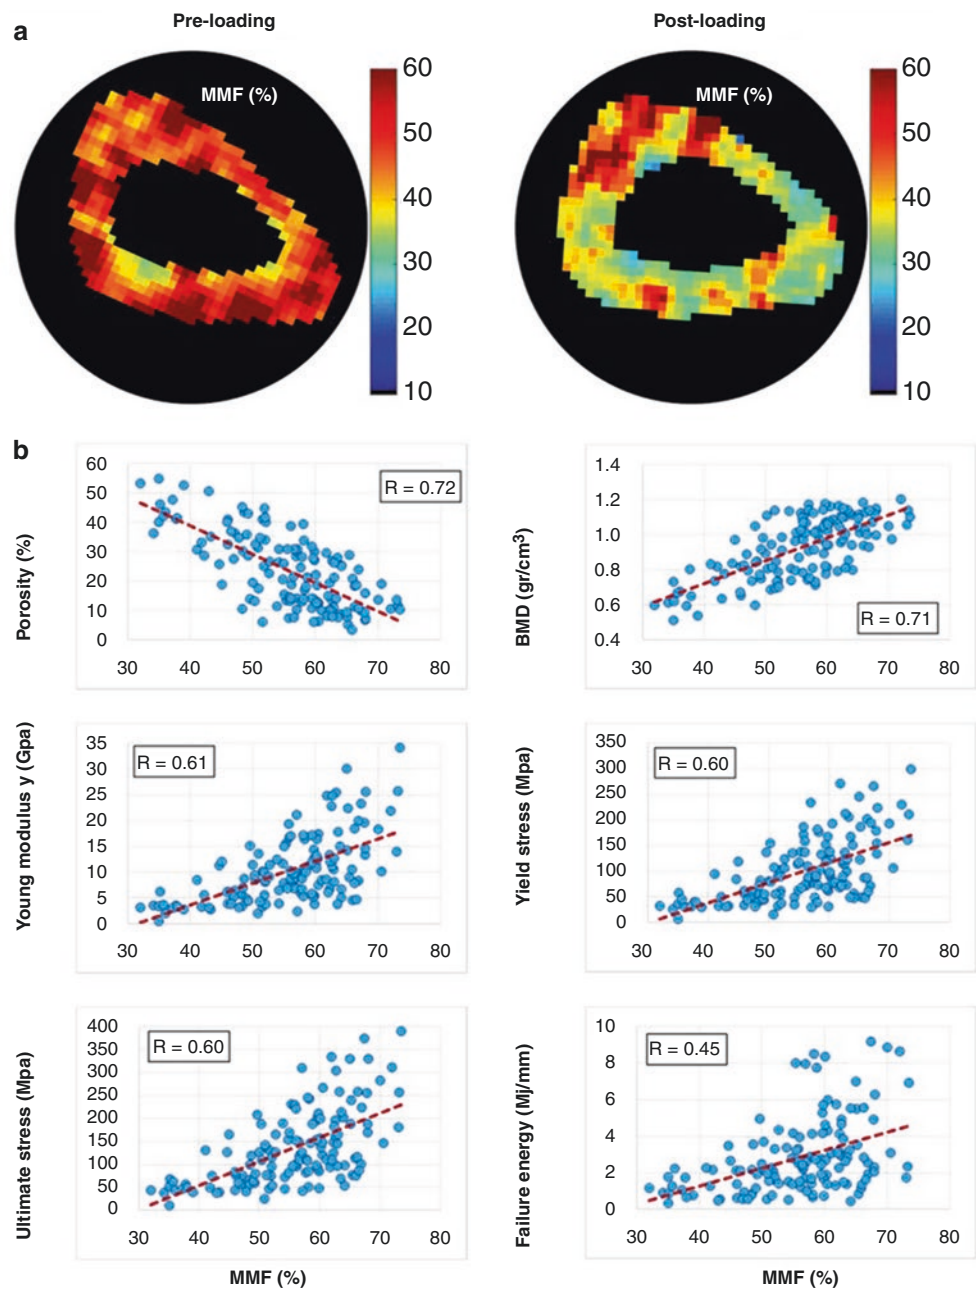 a
Pre-loading
Post-loading
MMF (%)
60
50
40
30
20
10
MMF (%)
60
50
40
30
20
10
b
Porosity (%)
60
50
40
30
20
10
0
R = 0.72
30 40 50 60 70 80
BMD (gr/cm³)
1.4
1.2
1.0
0.8
0.6
0.4
R = 0.71
30 40 50 60 70 80
Young modulus y (Gpa)
35
30
25
20
15
10
5
0
R = 0.61
30 40 50 60 70 80
Yield stress (Mpa)
350
300
250
200
150
100
50
0
R = 0.60
30 40 50 60 70 80
Ultimate stress (Mpa)
400
350
300
250
200
150
100
50
0
R = 0.60
30 40 50 60 70 80
MMF (%)
Failure energy (Mj/mm)
10
8
6
4
2
0
R = 0.45
30 40 50 60 70 80
MMF (%)